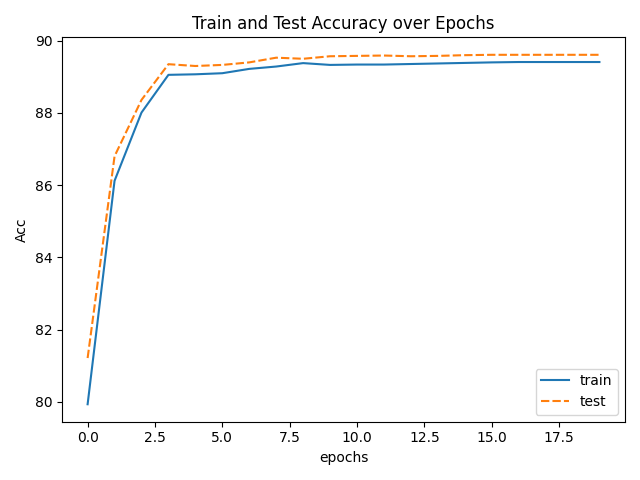 Train and Test Accuracy over Epochs
90
88
86
84
82
80
Acc
0.0 2.5 5.0 7.5 10.0 12.5 15.0 17.5
epochs
train
test